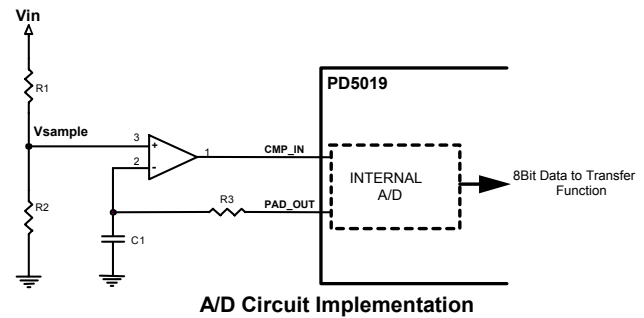 Vin
R1
PD5019
Vsample
3
+
1
CMP_IN
2
-
INTERNAL
A/D
8Bit Data to Transfer
Function
R2
R3
PAD_OUT
C1
A/D Circuit Implementation